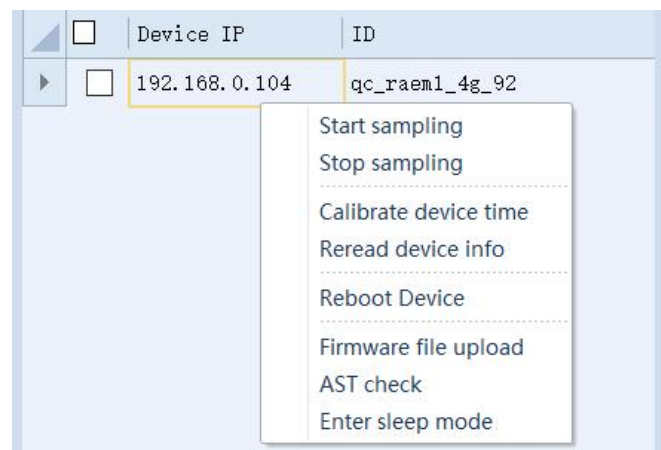 Device IP ID
192.168.0.104 qc_raem1_4g_92
Start sampling
Stop sampling
Calibrate device time
Reread device info
Reboot Device
Firmware file upload
AST check
Enter sleep mode